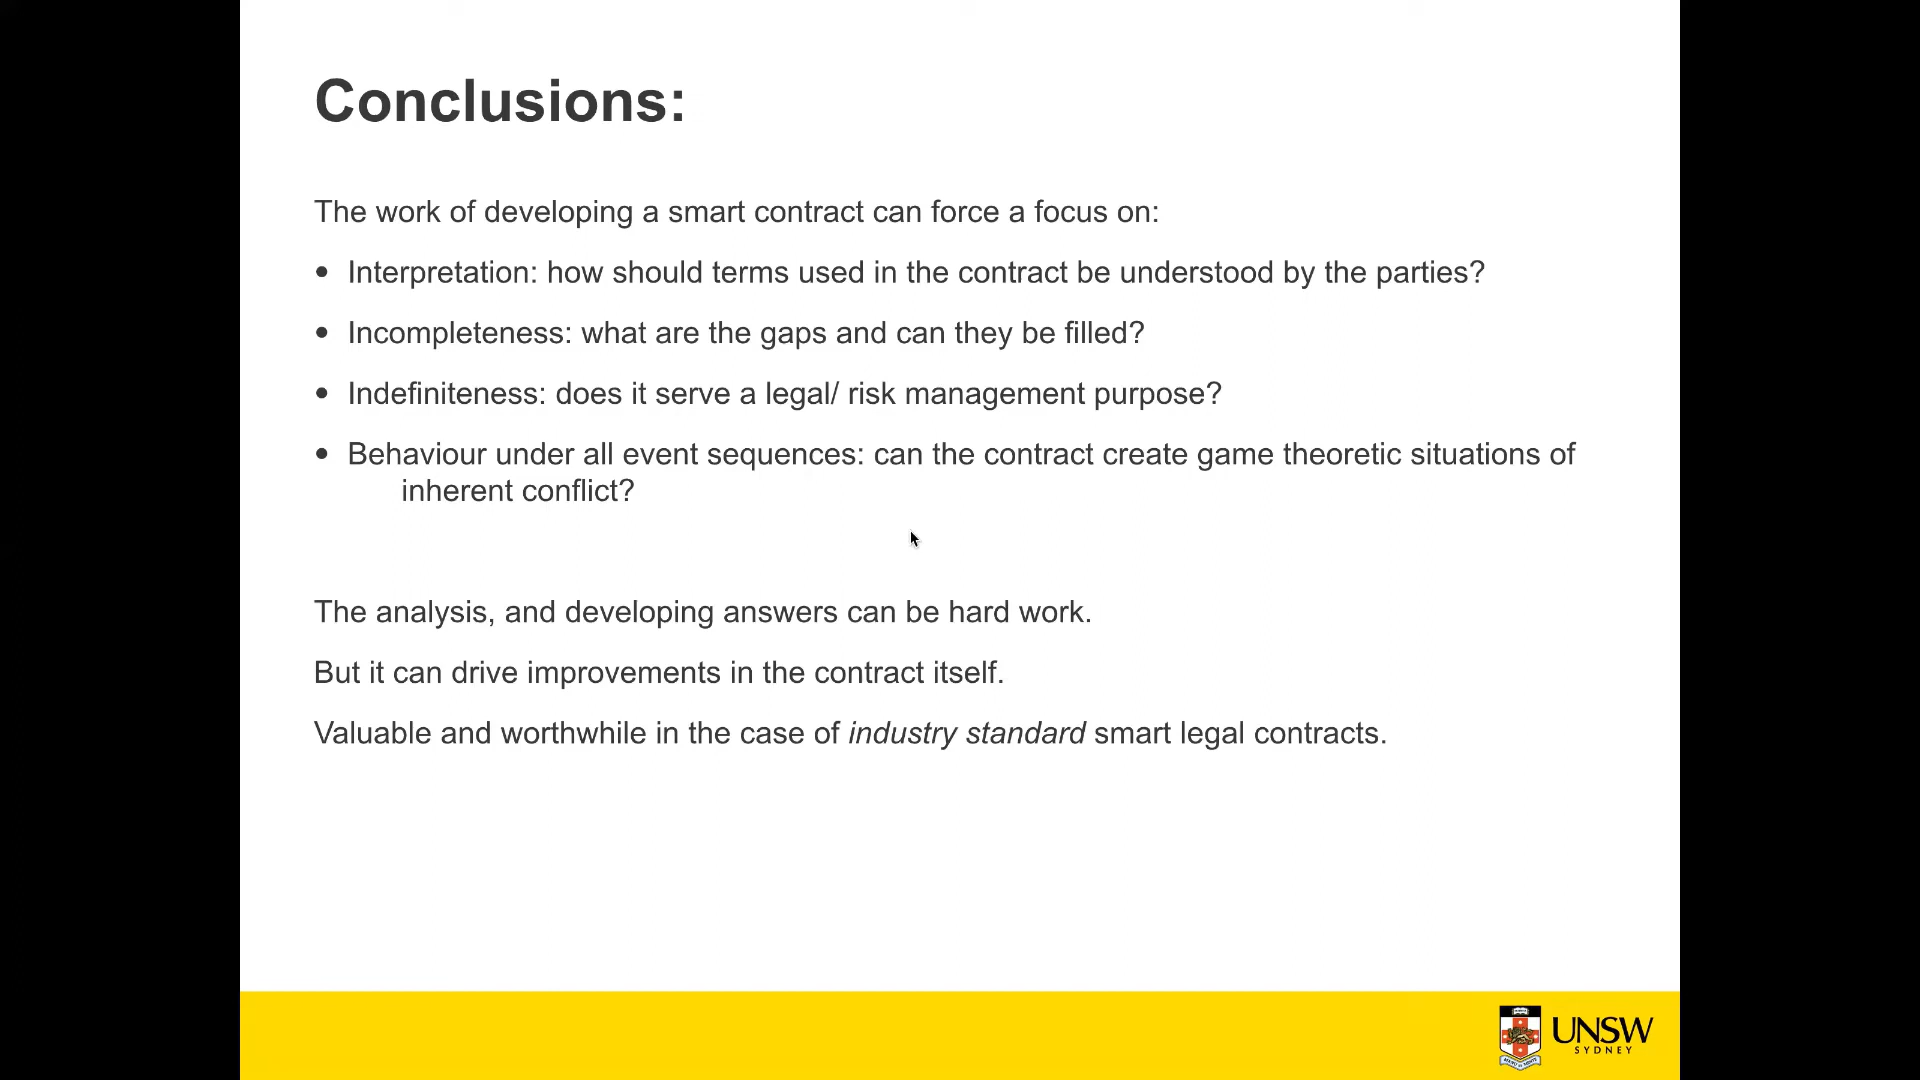 Conclusions:
The work of developing a smart contract can force a focus on:
• Interpretation: how should terms used in the contract be understood by the parties?
• Incompleteness: what are the gaps and can they be filled?
• Indefiniteness: does it serve a legal/ risk management purpose?
• Behaviour under all event sequences: can the contract create game theoretic situations of
inherent conflict?
The analysis, and developing answers can be hard work.
But it can drive improvements in the contract itself.
Valuable and worthwhile in the case of industry standard smart legal contracts.
UNSW
SYDNEY